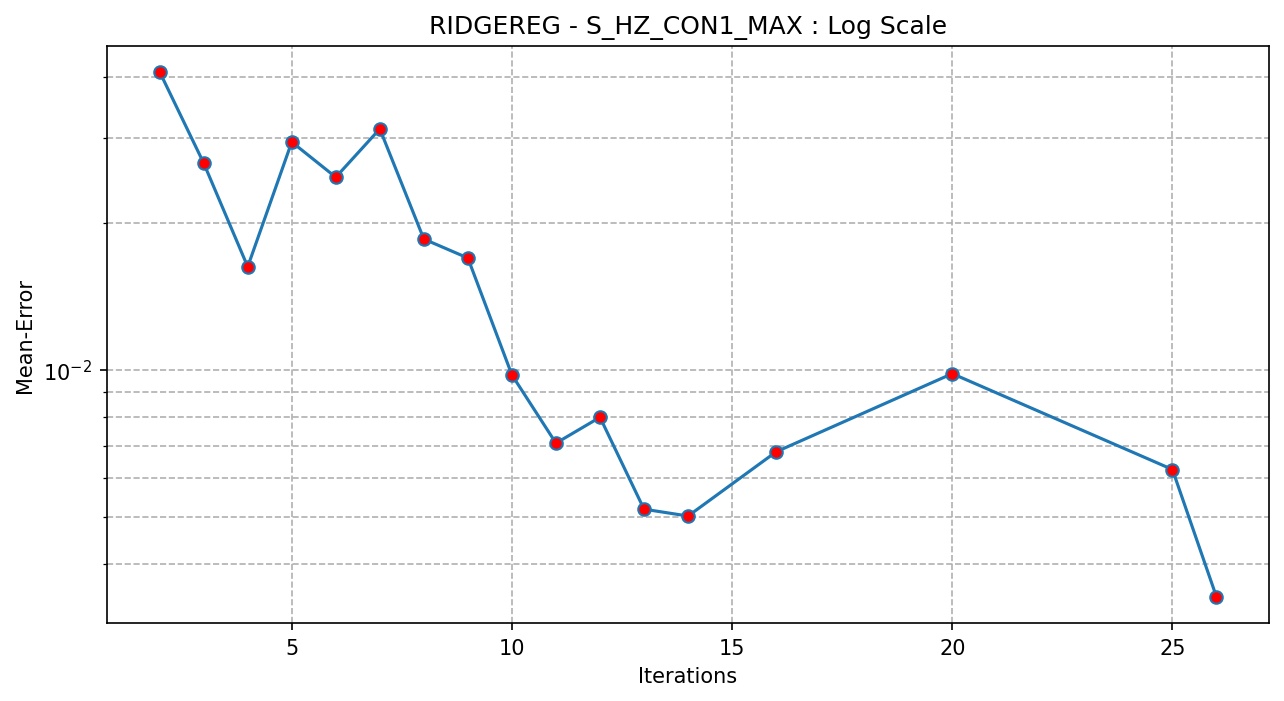 RIDGEREG - S_HZ_CON1_MAX : Log Scale
Mean-Error
10⁻²
5 10 15 20 25
Iterations